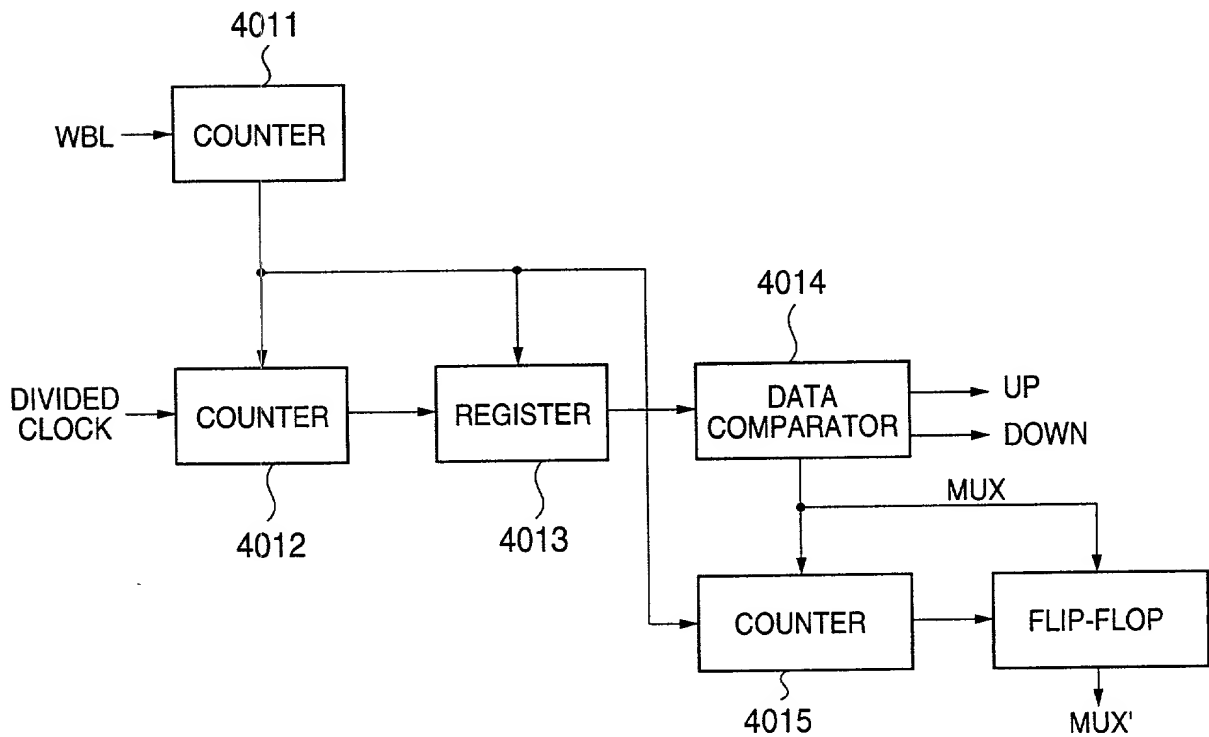 4011
WBL
COUNTER
4014
DIVIDED
CLOCK
COUNTER
REGISTER
DATA
COMPARATOR
UP
DOWN
4012
4013
MUX
COUNTER
FLIP-FLOP
4015
MUX'